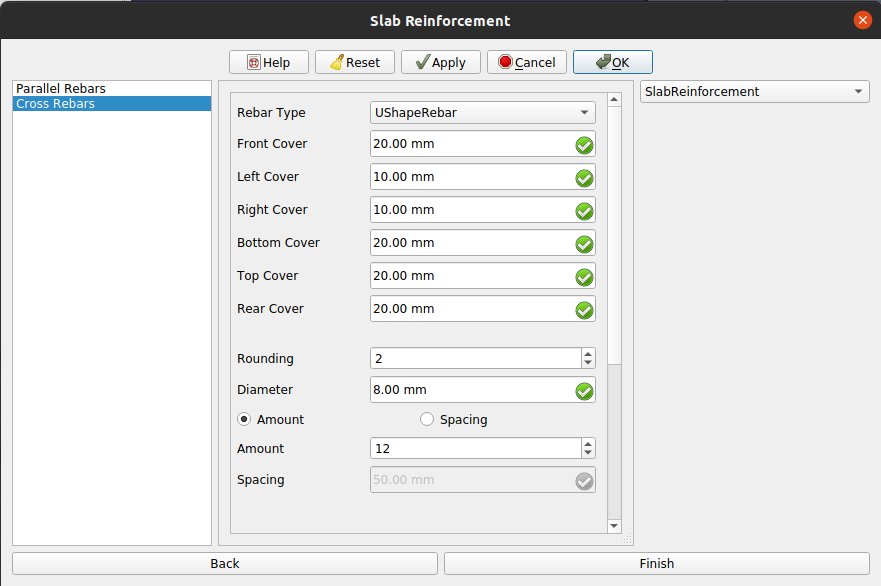 Slab Reinforcement
Help Reset Apply Cancel OK
Parallel Rebars
Cross Rebars
SlabReinforcement
Rebar Type UShapeRebar
Front Cover 20.00 mm
Left Cover 10.00 mm
Right Cover 10.00 mm
Bottom Cover 20.00 mm
Top Cover 20.00 mm
Rear Cover 20.00 mm
Rounding 2
Diameter 8.00 mm
Amount Spacing
Amount 12
Spacing 50.00 mm
Back Finish